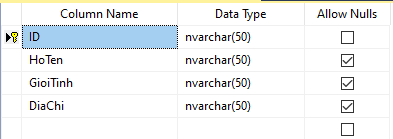 Column Name Data Type Allow Nulls
ID nvarchar(50)
HoTen nvarchar(50)
GioiTinh nvarchar(50)
DiaChi nvarchar(50)